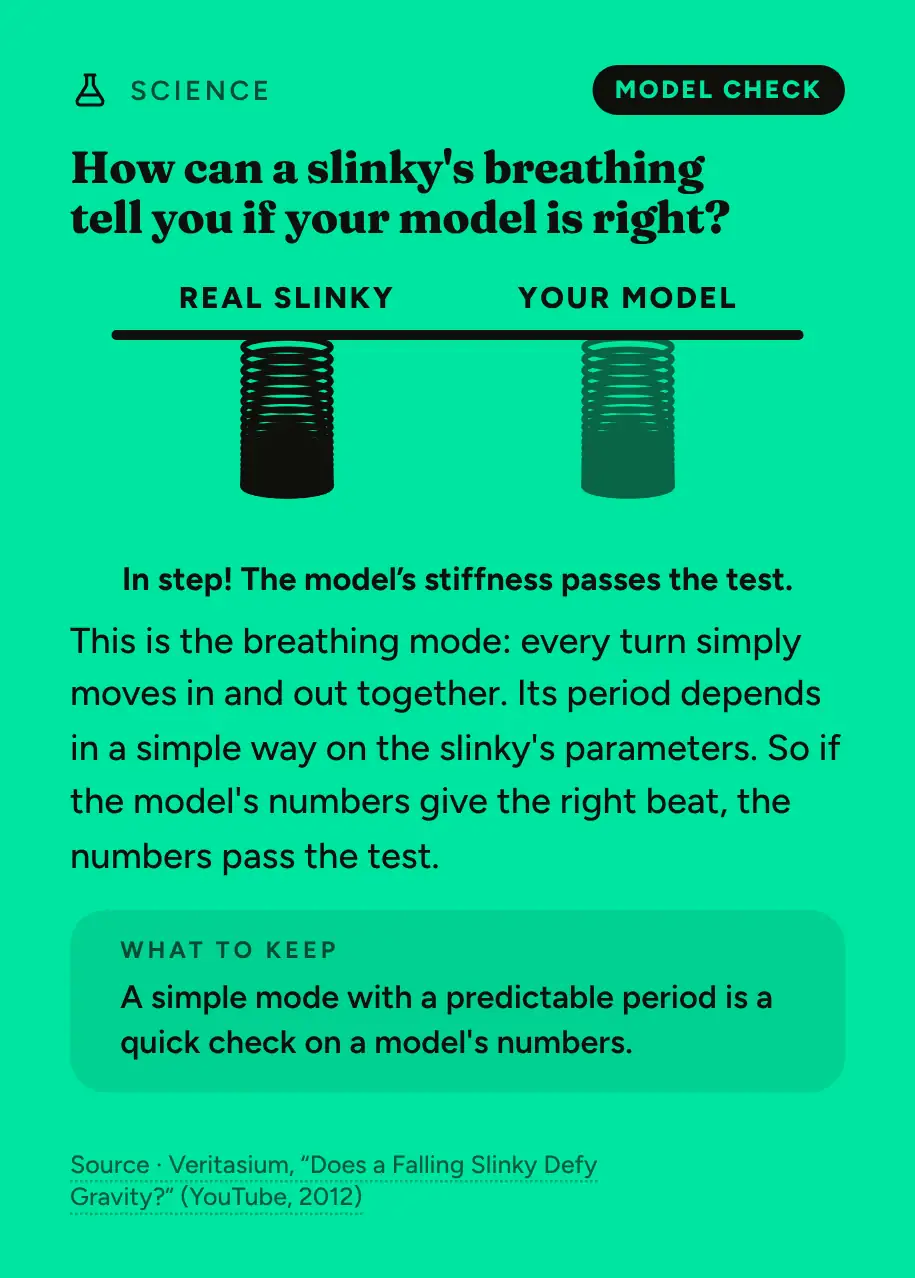 SCIENCE
MODEL CHECK
How can a slinky's breathing
tell you if your model is right?
REAL SLINKY
YOUR MODEL
In step! The model’s stiffness passes the test.
This is the breathing mode: every turn simply
moves in and out together. Its period depends
in a simple way on the slinky's parameters. So if
the model's numbers give the right beat, the
numbers pass the test.
WHAT TO KEEP
A simple mode with a predictable period is a
quick check on a model's numbers.
Source · Veritasium, “Does a Falling Slinky Defy
Gravity?” (YouTube, 2012)